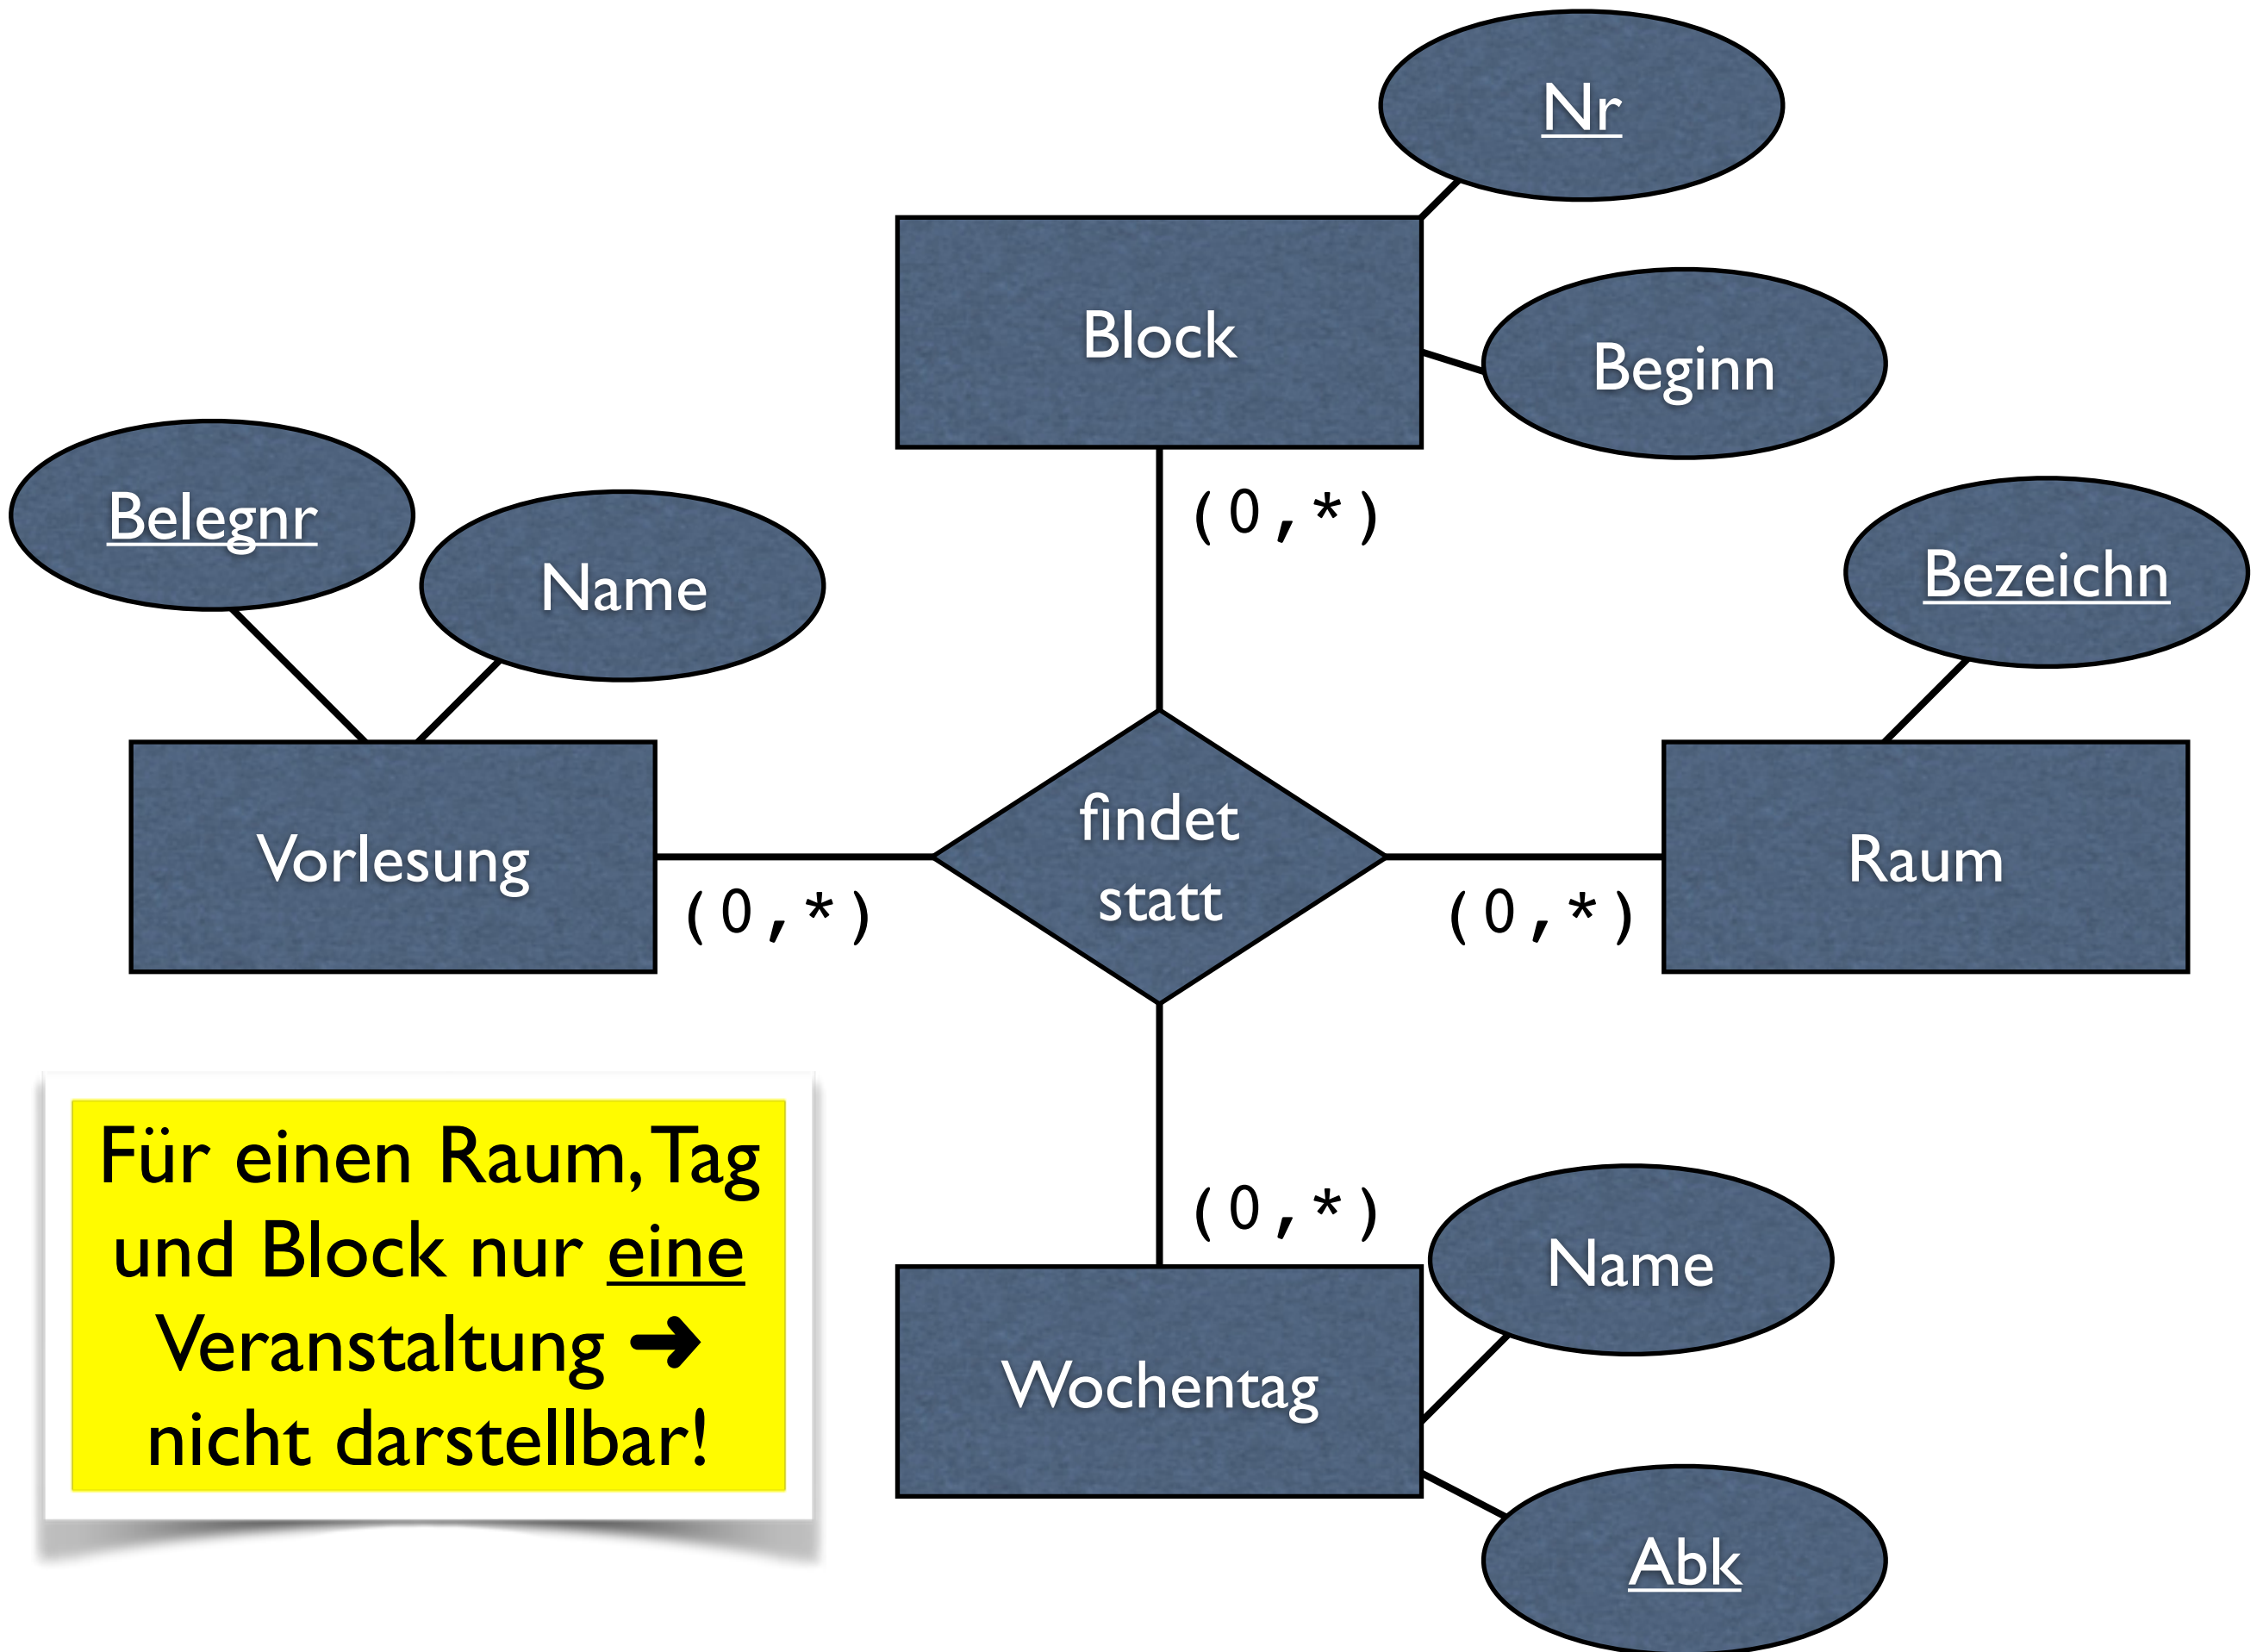 Nr
Block
Beginn
Belegnr
Name
(0,*)
Bezeichn
Vorlesung
findet
statt
Raum
(0,*)
(0,*)
Für einen Raum, Tag
und Block nur eine
Veranstaltung ➜
nicht darstellbar!
(0,*)
Name
Wochentag
Abk